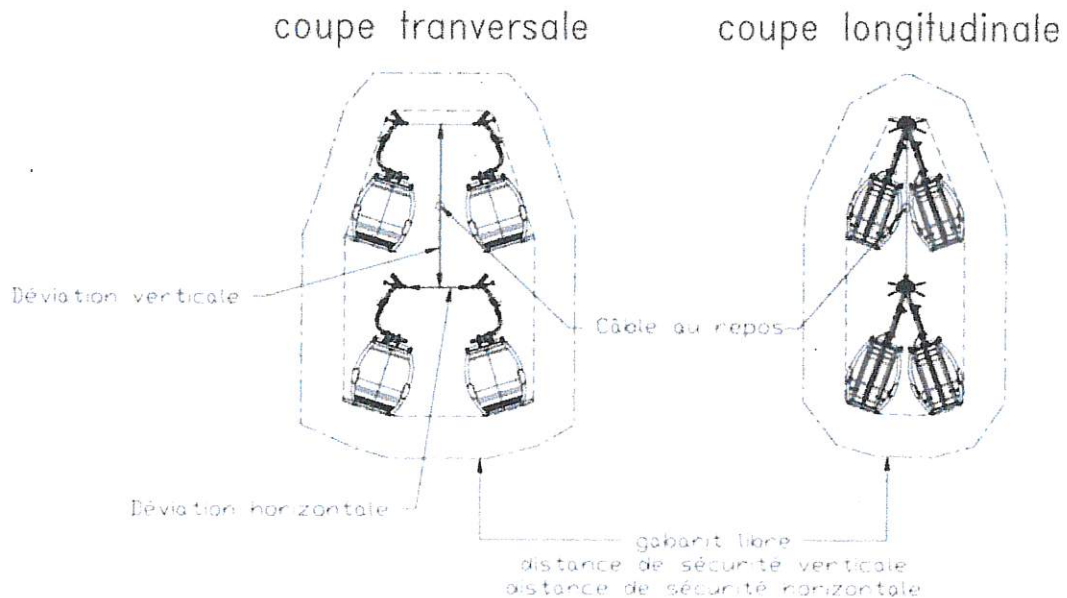 coupe tranversale
coupe longitudinale
Déviation verticale
Câble au repos
Déviation horizontale
gabarit libre
distance de sécurité verticale
distance de sécurité horizontale